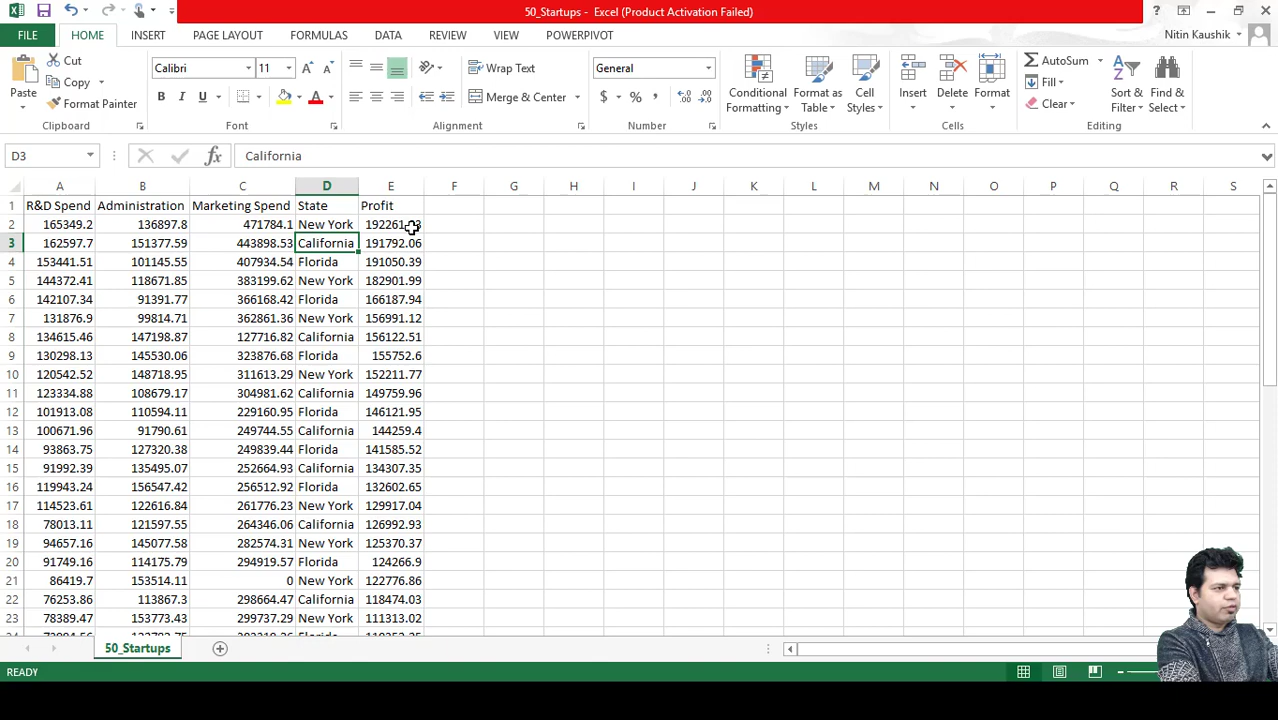 50_Startups - Excel (Product Activation Failed)
FILE HOME INSERT PAGE LAYOUT FORMULAS DATA REVIEW VIEW POWERPIVOT Nitin Kaushik
Paste Cut Copy Format Painter Clipboard
Calibri 11 B I U A Font
Wrap Text Merge & Center Alignment
General $ % , Number
Conditional Formatting Format as Table Cell Styles Styles
Insert Delete Format Cells
AutoSum Fill Clear Sort & Filter Find & Select Editing
D3 fx California
A B C D E F G H I J K L M N O P Q R S
1 R&D Spend Administration Marketing Spend State Profit
2 165349.2 136897.8 471784.1 New York 192261
3 162597.7 151377.59 443898.53 California 191792.06
4 153441.51 101145.55 407934.54 Florida 191050.39
5 144372.41 118671.85 383199.62 New York 182901.99
6 142107.34 91391.77 366168.42 Florida 166187.94
7 131876.9 99814.71 362861.36 New York 156991.12
8 134615.46 147198.87 127716.82 California 156122.51
9 130298.13 145530.06 323876.68 Florida 155752.6
10 120542.52 148718.95 311613.29 New York 152211.77
11 123334.88 108679.17 304981.62 California 149759.96
12 101913.08 110594.11 229160.95 Florida 146121.95
13 100671.96 91790.61 249744.55 California 144259.4
14 93863.75 127320.38 249839.44 Florida 141585.52
15 91992.39 135495.07 252664.93 California 134307.35
16 119943.24 156547.42 256512.92 Florida 132602.65
17 114523.61 122616.84 261776.23 New York 129917.04
18 78013.11 121597.55 264346.06 California 126992.93
19 94657.16 145077.58 282574.31 New York 125370.37
20 91749.16 114175.79 294919.57 Florida 124266.9
21 86419.7 153514.11 0 New York 122776.86
22 76253.86 113867.3 298664.47 California 118474.03
23 78389.47 153773.43 299737.29 New York 111313.02
50_Startups
READY